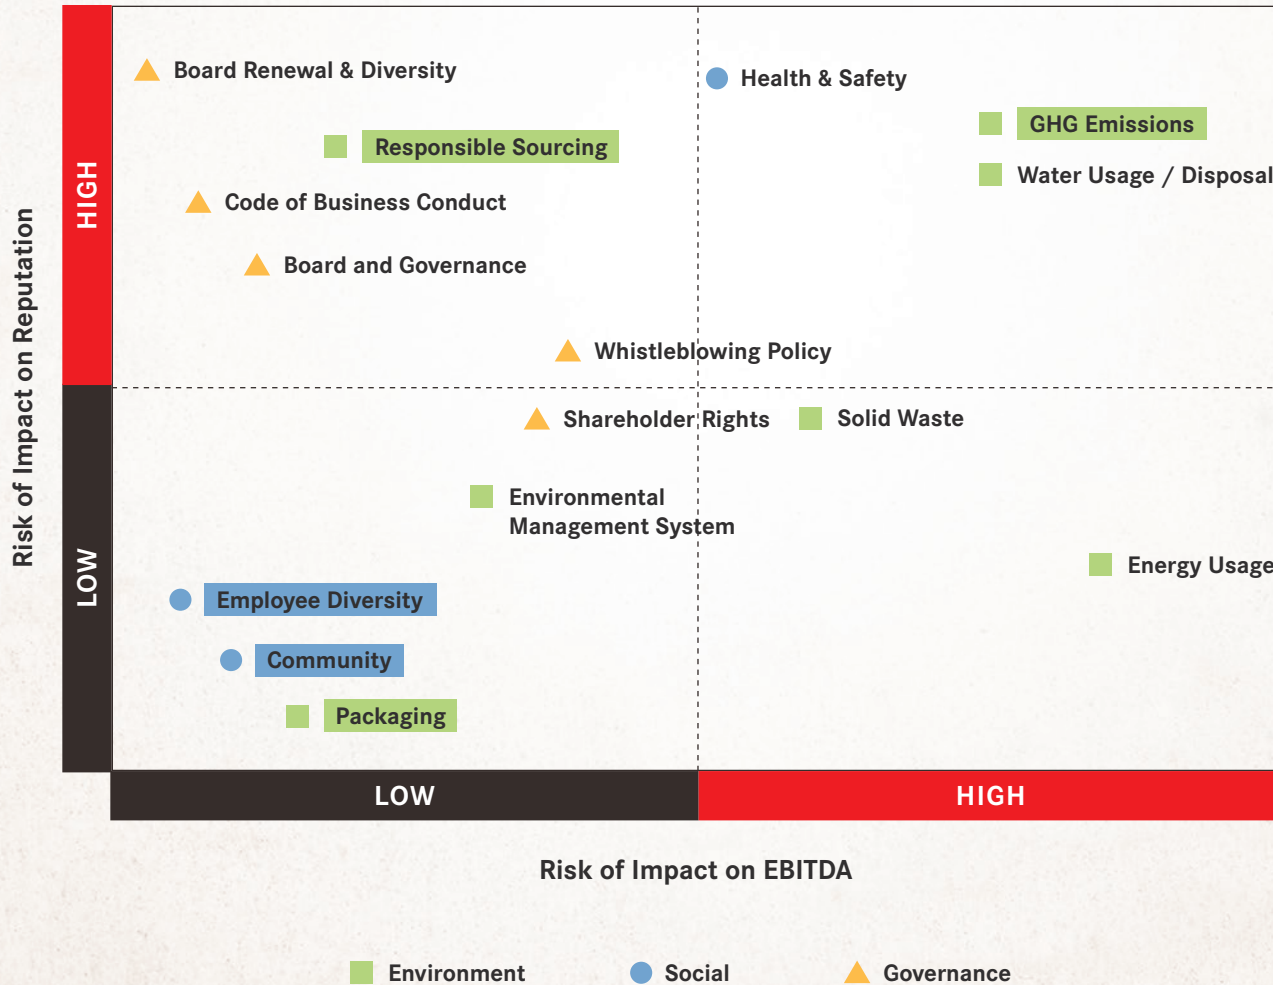 Board Renewal & Diversity
Health & Safety
GHG Emissions
Responsible Sourcing
Water Usage / Disposal
Code of Business Conduct
Board and Governance
Whistleblowing Policy
Shareholder Rights
Solid Waste
Environmental
Management System
Energy Usage
Employee Diversity
Community
Packaging
HIGH
LOW
Risk of Impact on Reputation
LOW
HIGH
Risk of Impact on EBITDA
Environment
Social
Governance